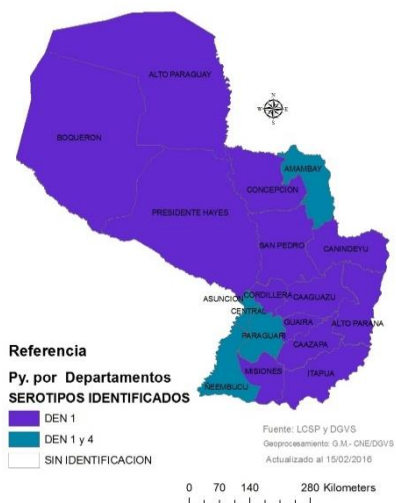 ALTO PARAGUAY
N
W E
S
BOQUERON
AMAMBAY
CONCEPCION
PRESIDENTE HAYES
SAN PEDRO
CANINDEYU
ASUNCION
CORDILLERA
CAAGUAZU
CENTRAL
ALTO PARANA
GUAIRA
PARAGUARI
CAAZAPA
MISIONES
ITAPUA
ÑEEMBUCU
Referencia
Py. por Departamentos
SEROTIPOS IDENTIFICADOS
DEN 1
DEN 1 y 4
SIN IDENTIFICACION
Fuente: LCSP y DGVS
Geoprocesamiento: G.M.- CNE/DGVS
Actualizado al 15/02/2016
0 70 140 280 Kilometers